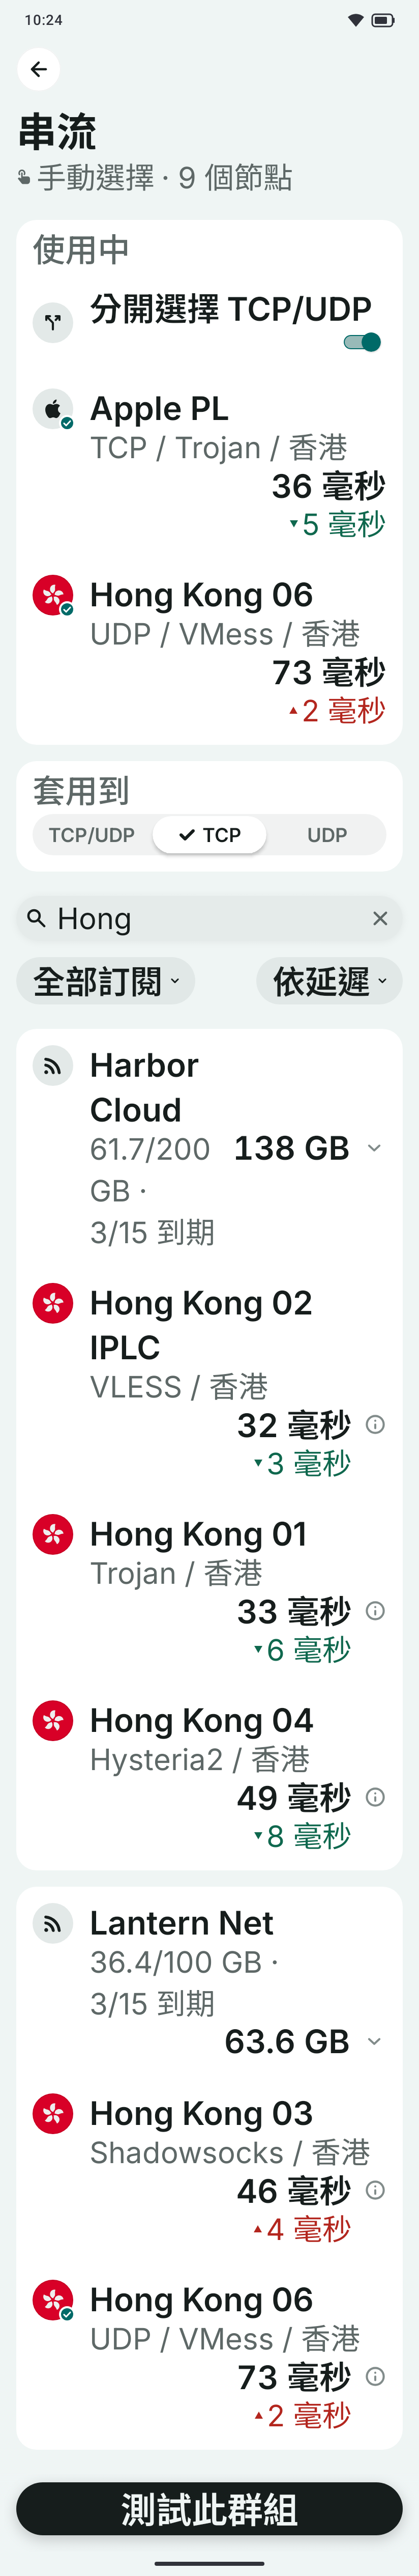 10:24
串流
手動選擇 · 9 個節點
使用中
分開選擇 TCP/UDP
Apple PL
TCP / Trojan / 香港
36 毫秒
▼5 毫秒
Hong Kong 06
UDP / VMess / 香港
73 毫秒
▲2 毫秒
套用到
TCP/UDP
TCP
UDP
Hong
全部訂閱
依延遲
Harbor
Cloud
61.7/200
GB ·
3/15 到期
138 GB
Hong Kong 02
IPLC
VLESS / 香港
32 毫秒
▼3 毫秒
Hong Kong 01
Trojan / 香港
33 毫秒
▼6 毫秒
Hong Kong 04
Hysteria2 / 香港
49 毫秒
▼8 毫秒
Lantern Net
36.4/100 GB ·
3/15 到期
63.6 GB
Hong Kong 03
Shadowsocks / 香港
46 毫秒
▲4 毫秒
Hong Kong 06
UDP / VMess / 香港
73 毫秒
▲2 毫秒
測試此群組